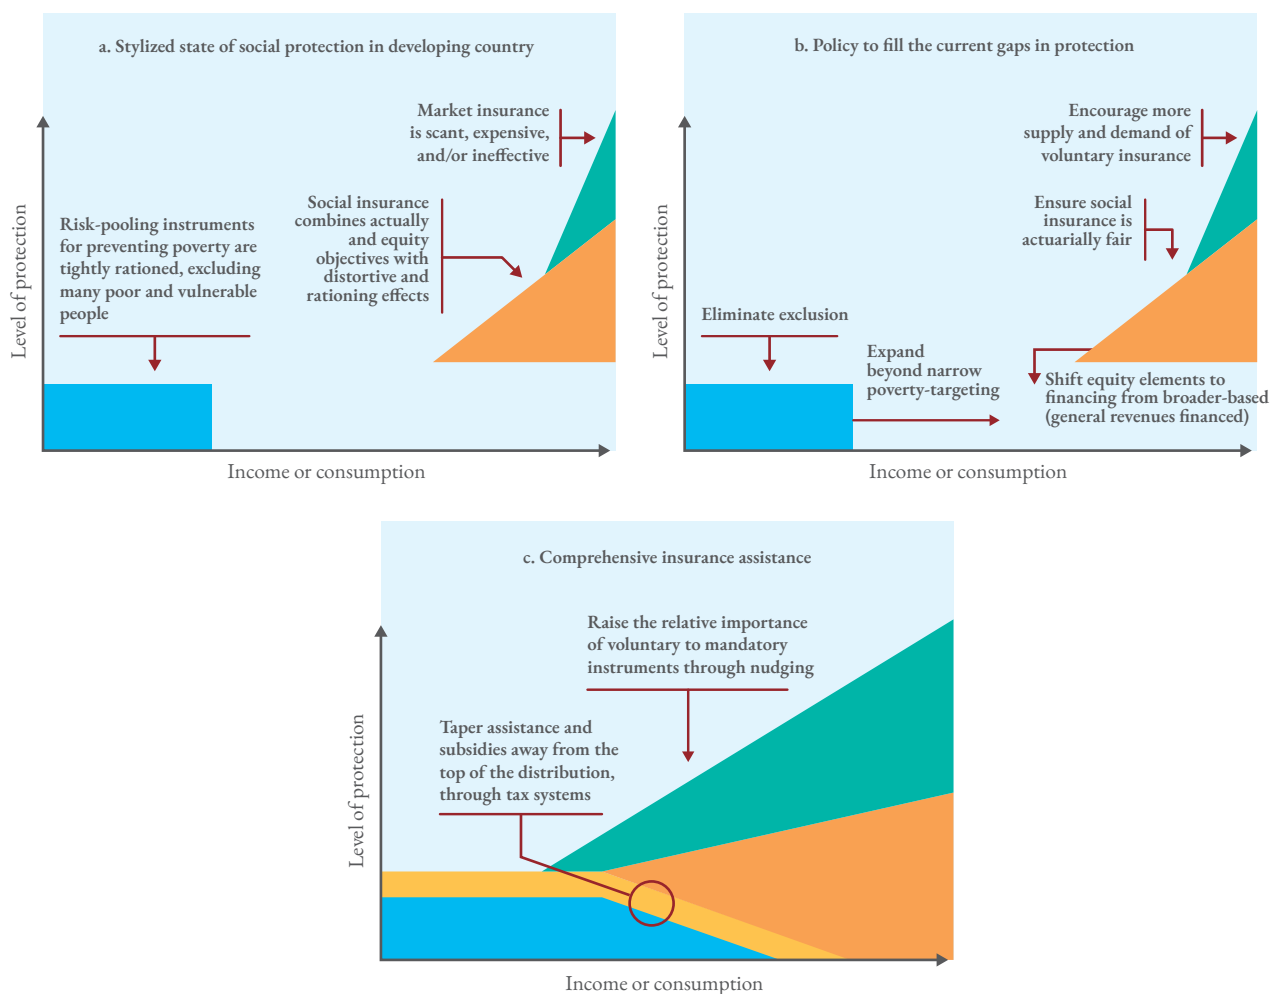 a. Stylized state of social protection in developing country
Market insurance
is scant, expensive,
and/or ineffective
Social insurance
combines actually
and equity
objectives with
distortive and
rationing effects
Risk-pooling instruments
for preventing poverty are
tightly rationed, excluding
many poor and vulnerable
people
Level of protection
Income or consumption
b. Policy to fill the current gaps in protection
Encourage more
supply and demand of
voluntary insurance
Ensure social
insurance is
actuarially fair
Eliminate exclusion
Expand
beyond narrow
poverty-targeting
Shift equity elements to
financing from broader-based
(general revenues financed)
Level of protection
Income or consumption
c. Comprehensive insurance assistance
Raise the relative importance
of voluntary to mandatory
instruments through nudging
Taper assistance and
subsidies away from the
top of the distribution,
through tax systems
Level of protection
Income or consumption